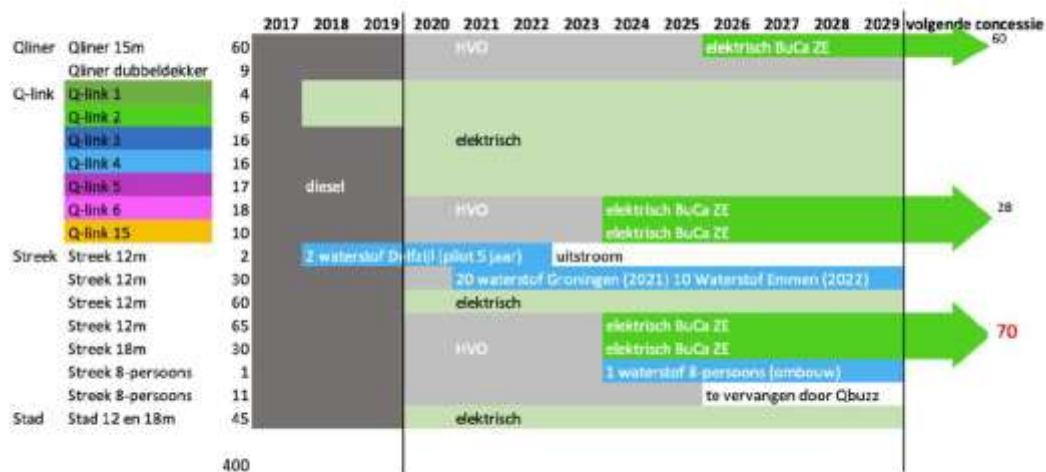 2017 2018 2019 2020 2021 2022 2023 2024 2025 2026 2027 2028 2029 volgende concessie
Qliner Qliner 15m 60 HVO elektrisch BuCa ZE 60
Qliner dubbeldekker 9
Q-link Q-link 1 4
Q-link 2 6
Q-link 3 16 elektrisch
Q-link 4 16
Q-link 5 17 diesel
Q-link 6 18 HVO elektrisch BuCa ZE 28
Q-link 15 10 elektrisch BuCa ZE
Streek Streek 12m 2 2 waterstof Delfzijl (pilot 5 jaar) uitstroom
Streek 12m 30 20 waterstof Groningen (2021) 10 Waterstof Emmen (2022)
Streek 12m 60 elektrisch
Streek 12m 65 elektrisch BuCa ZE 70
Streek 18m 30 HVO elektrisch BuCa ZE
Streek 8-persoons 1 1 waterstof 8-persoons (ombouw)
Streek 8-persoons 11 te vervangen door Qbuzz
Stad Stad 12 en 18m 45 elektrisch
400